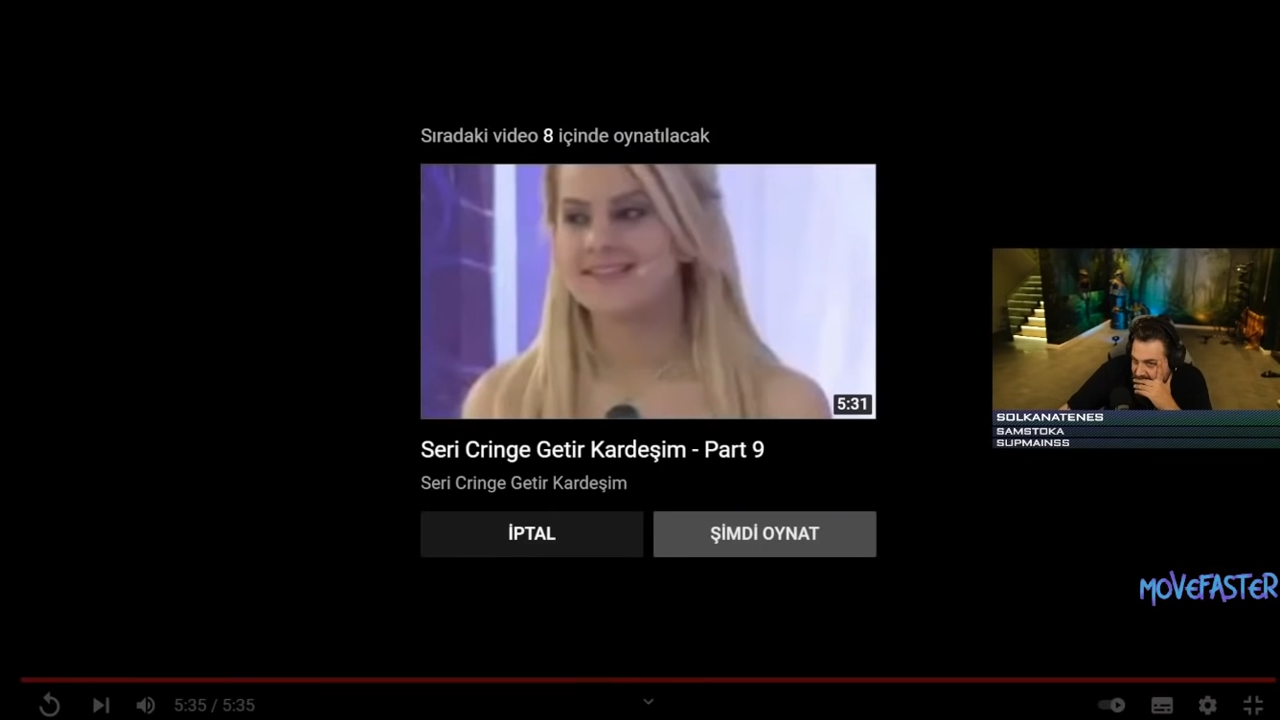 Sıradaki video 8 içinde oynatılacak
5:31
Seri Cringe Getir Kardeşim - Part 9
Seri Cringe Getir Kardeşim
İPTAL
ŞİMDİ OYNAT
SOLKANATENES
SAMSTOKA
SUPMAINSS
MOVEFASTER
5:35 / 5:35